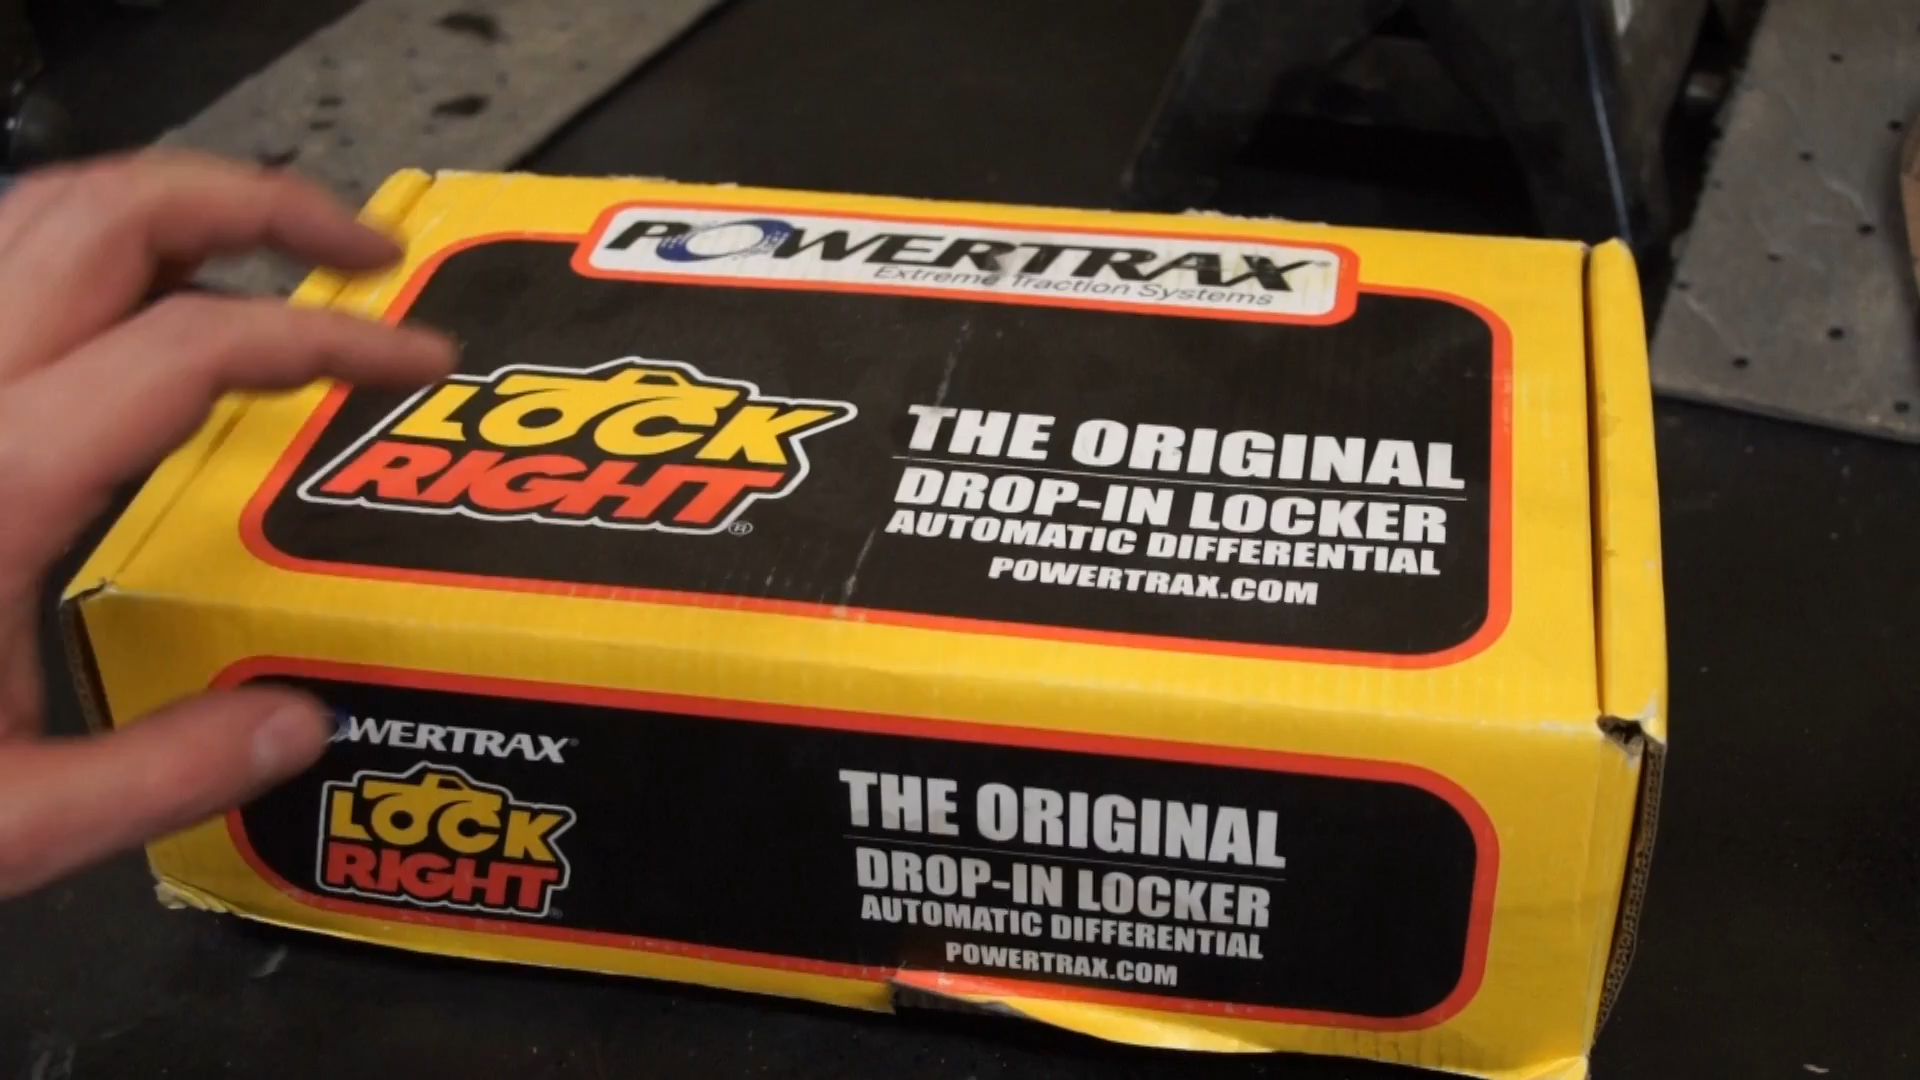 POWERTRAX
Extreme Traction Systems
LOCK
RIGHT®
THE ORIGINAL
DROP-IN LOCKER
AUTOMATIC DIFFERENTIAL
POWERTRAX.COM
OWERTRAX
LOCK
RIGHT
THE ORIGINAL
DROP-IN LOCKER
AUTOMATIC DIFFERENTIAL
POWERTRAX.COM